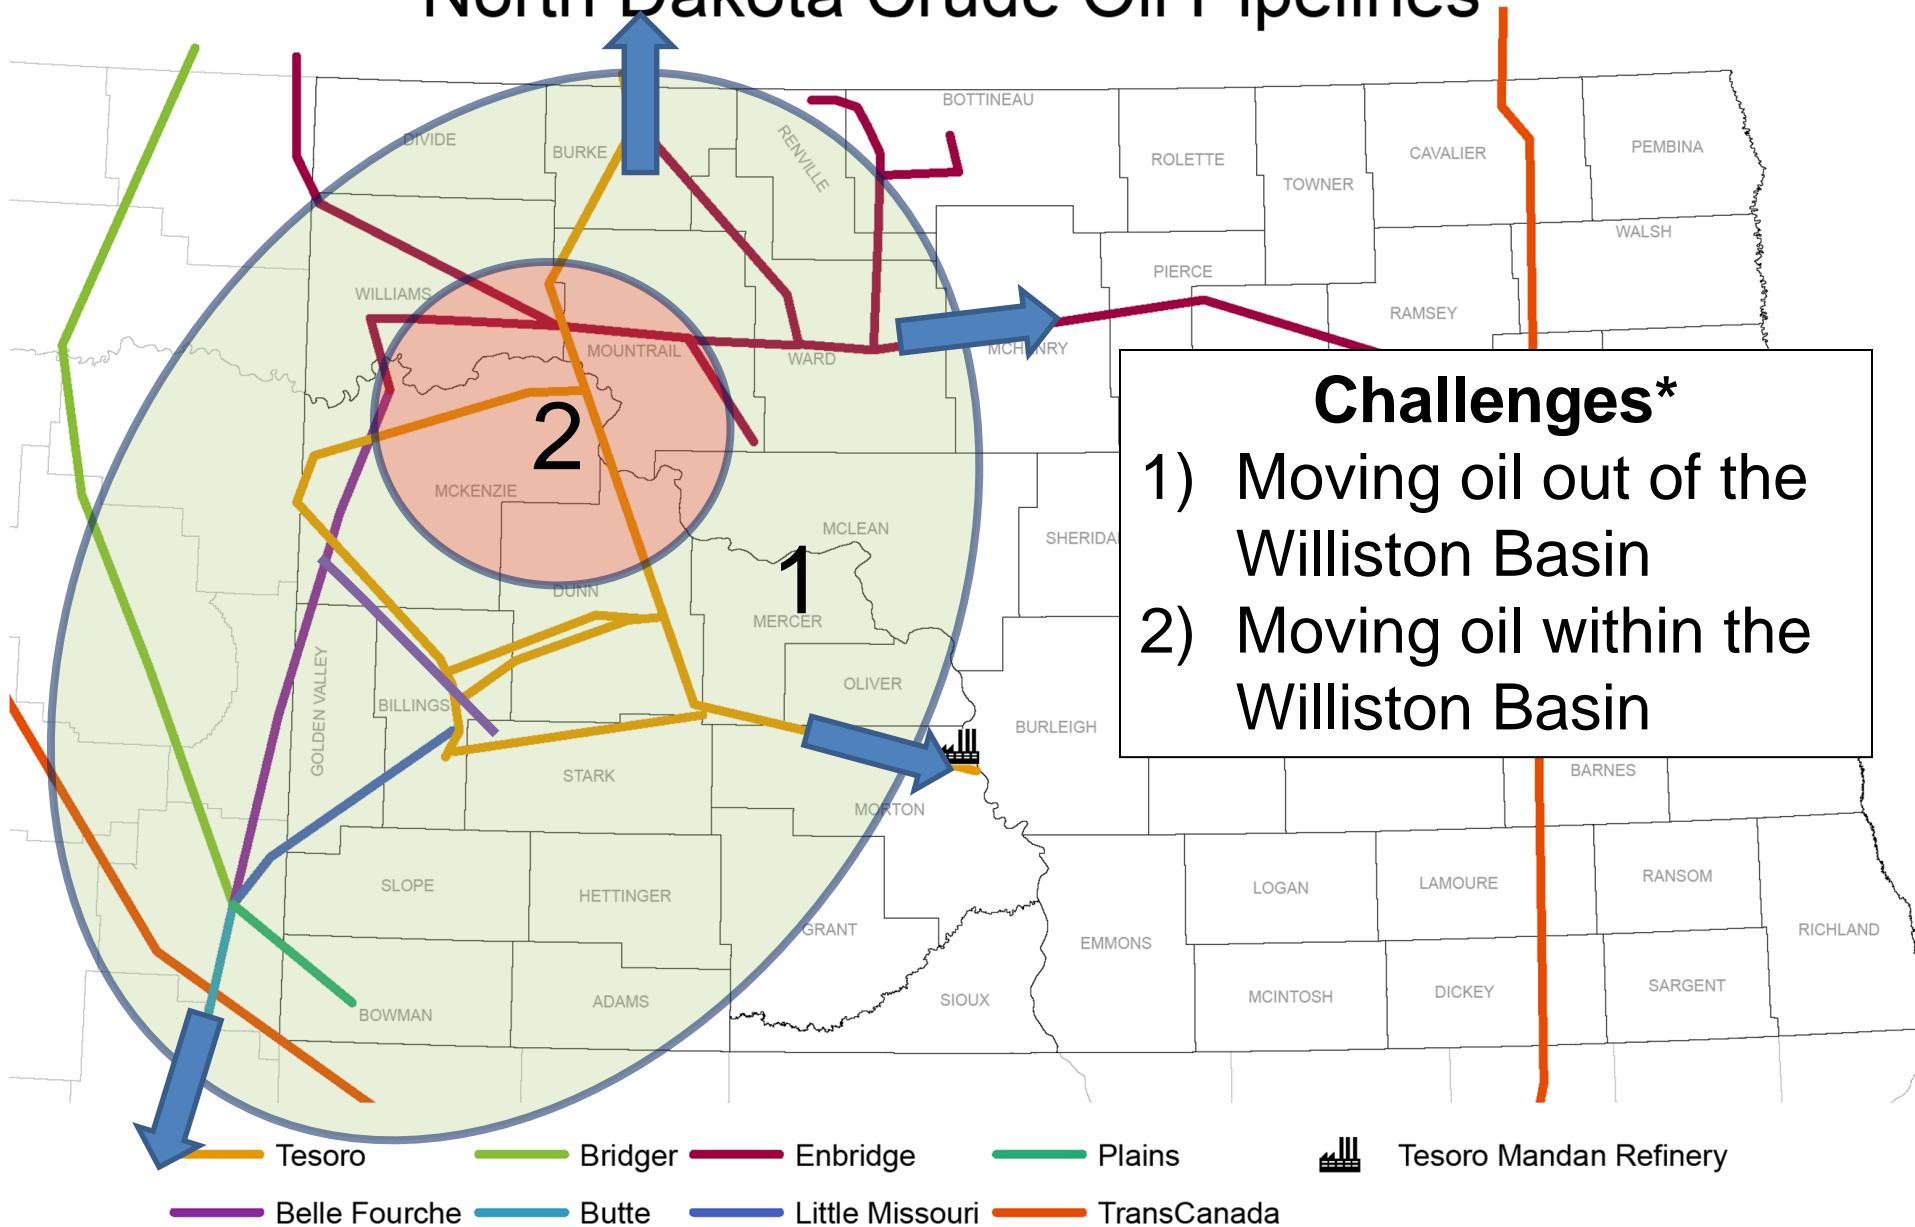 North Dakota Crude Oil Pipelines
BOTTINEAU
DIVIDE
BURKE
RENVILLE
ROLETTE
TOWNER
CAVALIER
PEMBINA
WALSH
PIERCE
RAMSEY
WILLIAMS
MOUNTRAIL
WARD
MCHENRY
Challenges*
1) Moving oil out of the
Williston Basin
2) Moving oil within the
Williston Basin
2
MCKENZIE
MCLEAN
SHERIDA
1
DUNN
MERCER
GOLDEN VALLEY
BILLINGS
OLIVER
BURLEIGH
STARK
MORTON
BARNES
SLOPE
HETTINGER
GRANT
LOGAN
LAMOURE
RANSOM
RICHLAND
EMMONS
BOWMAN
ADAMS
SIOUX
MCINTOSH
DICKEY
SARGENT
Tesoro Bridger Enbridge Plains Tesoro Mandan Refinery
Belle Fourche Butte Little Missouri TransCanada